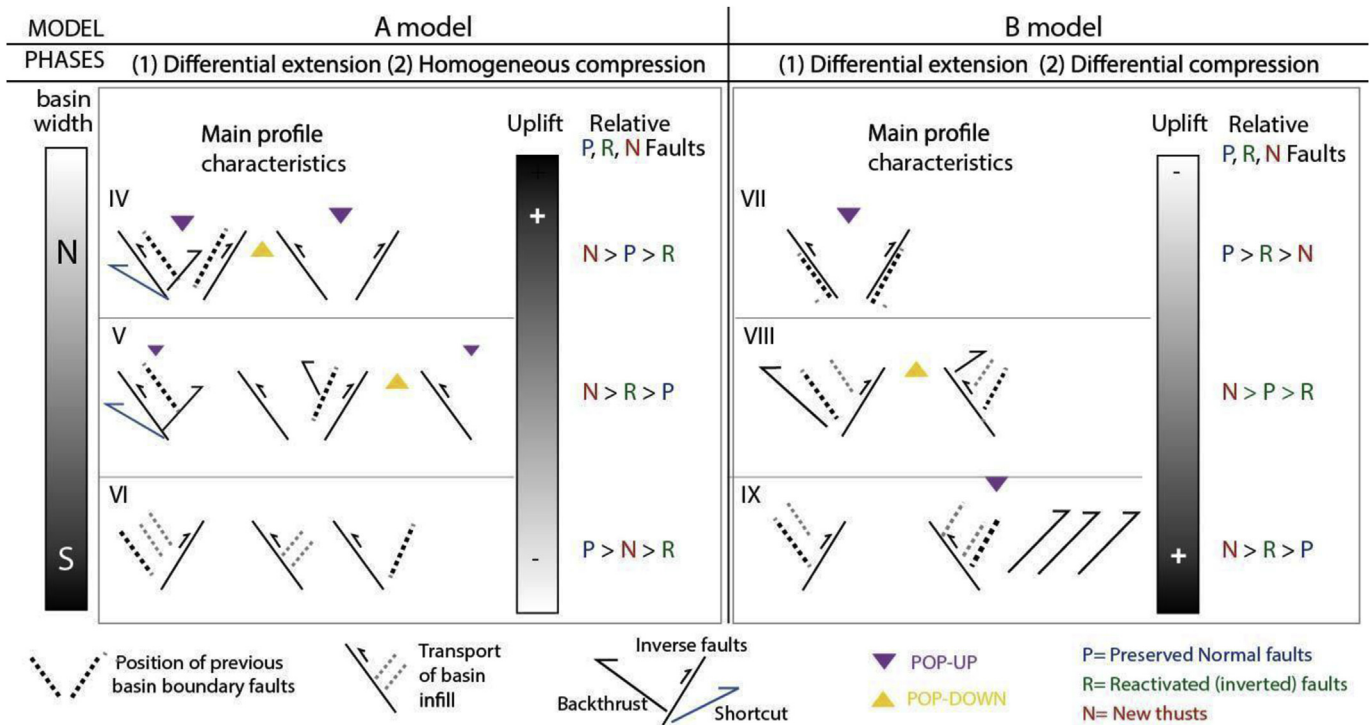 MODEL
A model
B model
PHASES
(1) Differential extension (2) Homogeneous compression
(1) Differential extension (2) Differential compression
basin
width
N
S
Main profile
characteristics
Uplift
Relative
P, R, N Faults
+
+
-
IV
N > P > R
V
N > R > P
VI
P > N > R
Main profile
characteristics
Uplift
Relative
P, R, N Faults
-
+
VII
P > R > N
VIII
N > P > R
IX
N > R > P
Position of previous
basin boundary faults
Transport
of basin
infill
Inverse faults
Backthrust
Shortcut
POP-UP
POP-DOWN
P= Preserved Normal faults
R= Reactivated (inverted) faults
N= New thusts